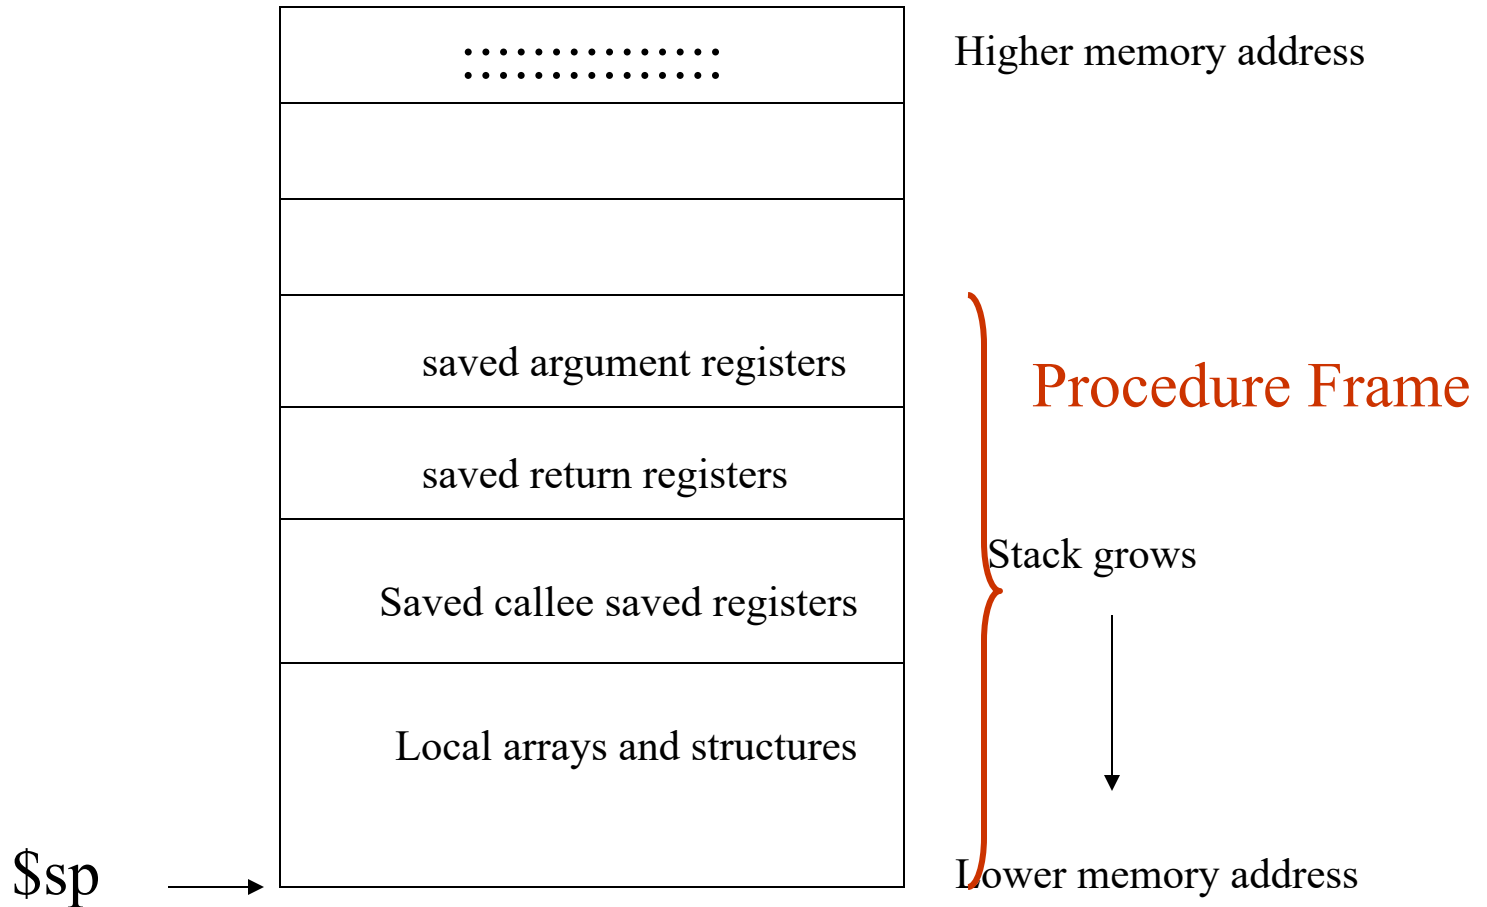 Higher memory address
saved argument registers
Procedure Frame
saved return registers
Stack grows
Saved callee saved registers
Local arrays and structures
$sp
Lower memory address